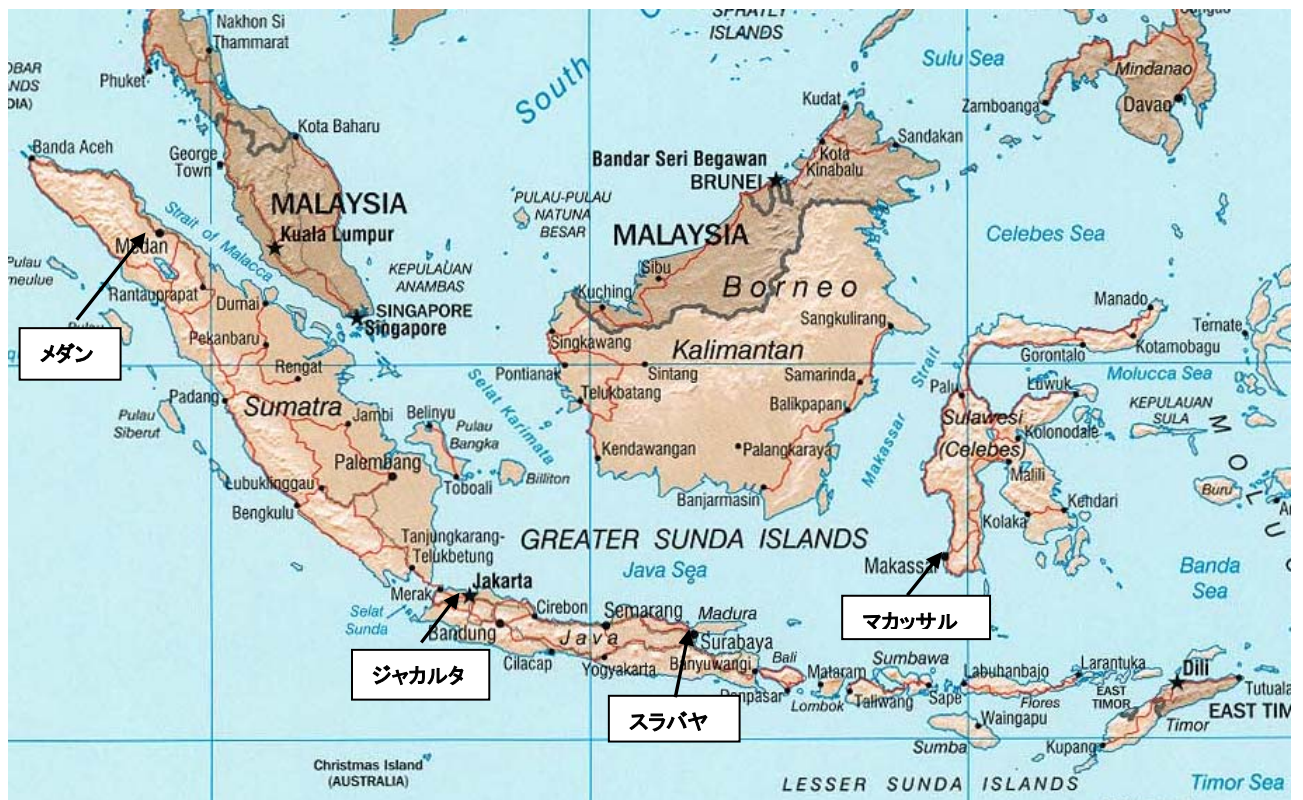 SPRATLY
ISLANDS
Nakhon Si
Thammarat
Phuket
South
Sulu Sea
Mindanao
Davao
Zamboanga
Kudat
Sandakan
Kota
Kinabalu
Banda Aceh
George
Town
Kota Baharu
Bandar Seri Begawan
BRUNEI
PULAU-PULAU
NATUNA
BESAR
MALAYSIA
Kuala Lumpur
MALAYSIA
Celebes Sea
Strait of Malacca
Medan
KEPULAUAN
ANAMBAS
Sibu
Borneo
Kuching
Rantauprapat
Dumai
SINGAPORE
Singapore
Manado
Sangkulirang
Ternate
メダン
Pekanbaru
Singkawang
Kalimantan
Gorontalo
Kotamobagu
Rengat
Pontianak
Sintang
Samarinda
Palu
Luwuk
Molucca Sea
Padang
Sumatra
Jambi
Belinyu
Selat Karimata
Telukbatang
Balikpapan
Makassar Strait
Sulawesi
(Celebes)
KEPULAUAN
SULA
Pulau
Siberut
Pulau
Bangka
Kolonodale
Palembang
Kendawangan
Palangkaraya
Malili
Lubuklinggau
Toboali
Billiton
Banjarmasin
Kendari
Buru
Bengkulu
Kolaka
Tanjungkarang-
Telukbetung
GREATER SUNDA ISLANDS
Java Sea
Makassar
Banda
Sea
Merak
Jakarta
Cirebon
Semarang
Madura
マカッサル
Selat
Sunda
Bandung
Java
Surabaya
ジャカルタ
Cilacap
Yogyakarta
Banyuwangi
Bali
Mataram
Sumbawa
Labuhanbajo
Larantuka
Dili
Denpasar
Lombok
Taliwang
Sape
Flores
EAST
TIMOR
Tutuala
スラバヤ
Waingapu
Timor
EAST TIM
Sumba
Kupang
Christmas Island
(AUSTRALIA)
LESSER SUNDA ISLANDS
Timor Sea